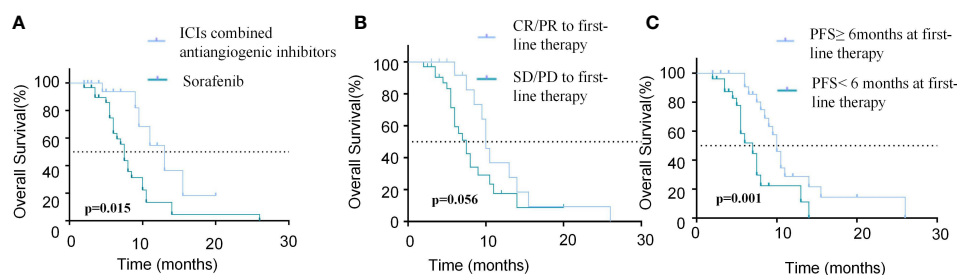 A
ICIs combined
antiangiogenic inhibitors
Sorafenib
Overall Survival(%)
100
80
60
40
20
0
p=0.015
0 10 20 30
Time (months)
B
CR/PR to first-
line therapy
SD/PD to first-
line therapy
Overall Survival(%)
100
80
60
40
20
0
p=0.056
0 10 20 30
Time (months)
C
PFS≥ 6months at first-
line therapy
PFS< 6 months at first-
line therapy
Overall Survival(%)
100
80
60
40
20
0
p=0.001
0 10 20 30
Time (months)